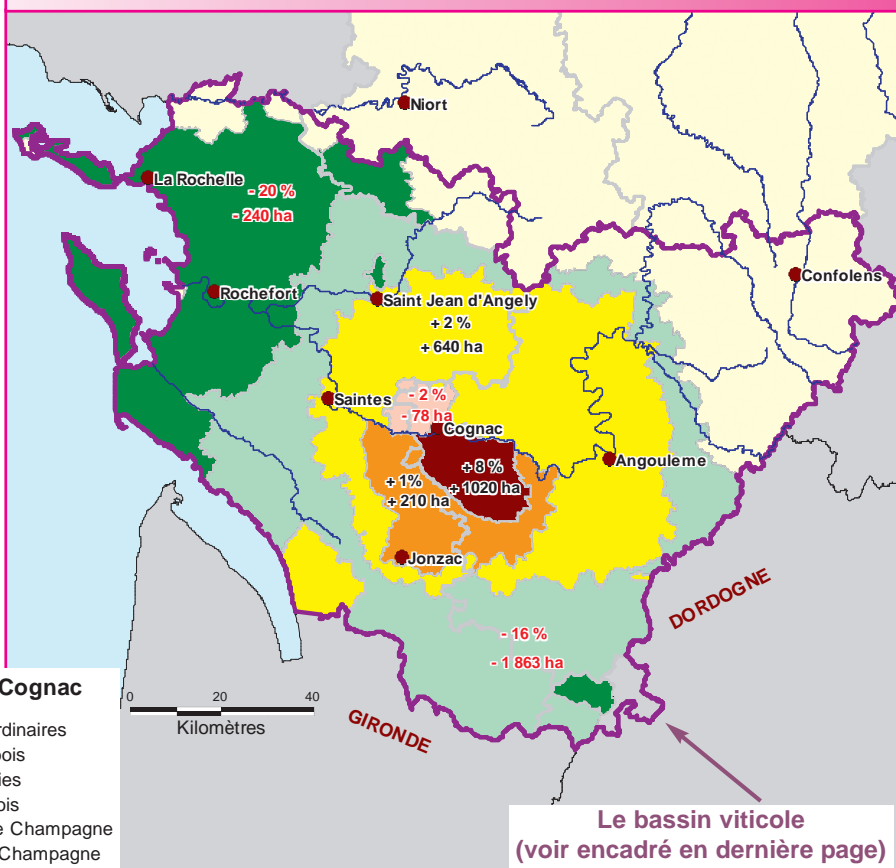 Niort
La Rochelle
- 20 %
- 240 ha
Confolens
Rochefort
Saint Jean d'Angely
+ 2 %
+ 640 ha
Saintes
- 2 %
- 78 ha
Cognac
Angouleme
+ 8 %
+ 1020 ha
+ 1%
+ 210 ha
Jonzac
DORDOGNE
- 16 %
- 1 863 ha
GIRONDE
Cognac
0 20 40
Kilomètres
Champagne
Champagne
Le bassin viticole
(voir encadré en dernière page)